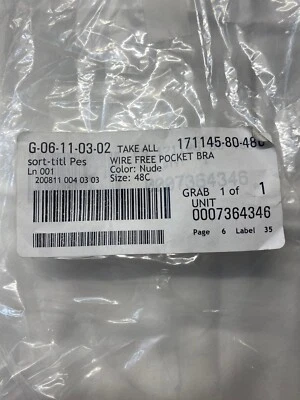 G-06-11-03-02 TAKE ALL 171145-80-48C
sort-titl Pes WIRE FREE POCKET BRA
Ln 001 Color: Nude
200811 004 03 03 Size: 48C
0007364346
GRAB 1 of 1
UNIT
0007364346
Page 6 Label 35